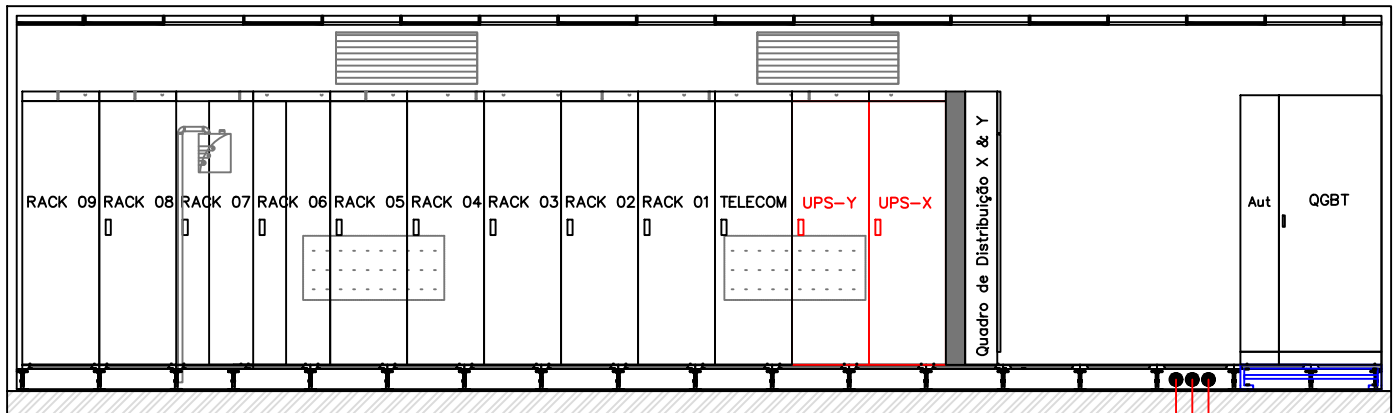 RACK 09
RACK 08
RACK 07
RACK 06
RACK 05
RACK 04
RACK 03
RACK 02
RACK 01
TELECOM
UPS-Y
UPS-X
Quadro de Distribuição X & Y
Aut
QGBT